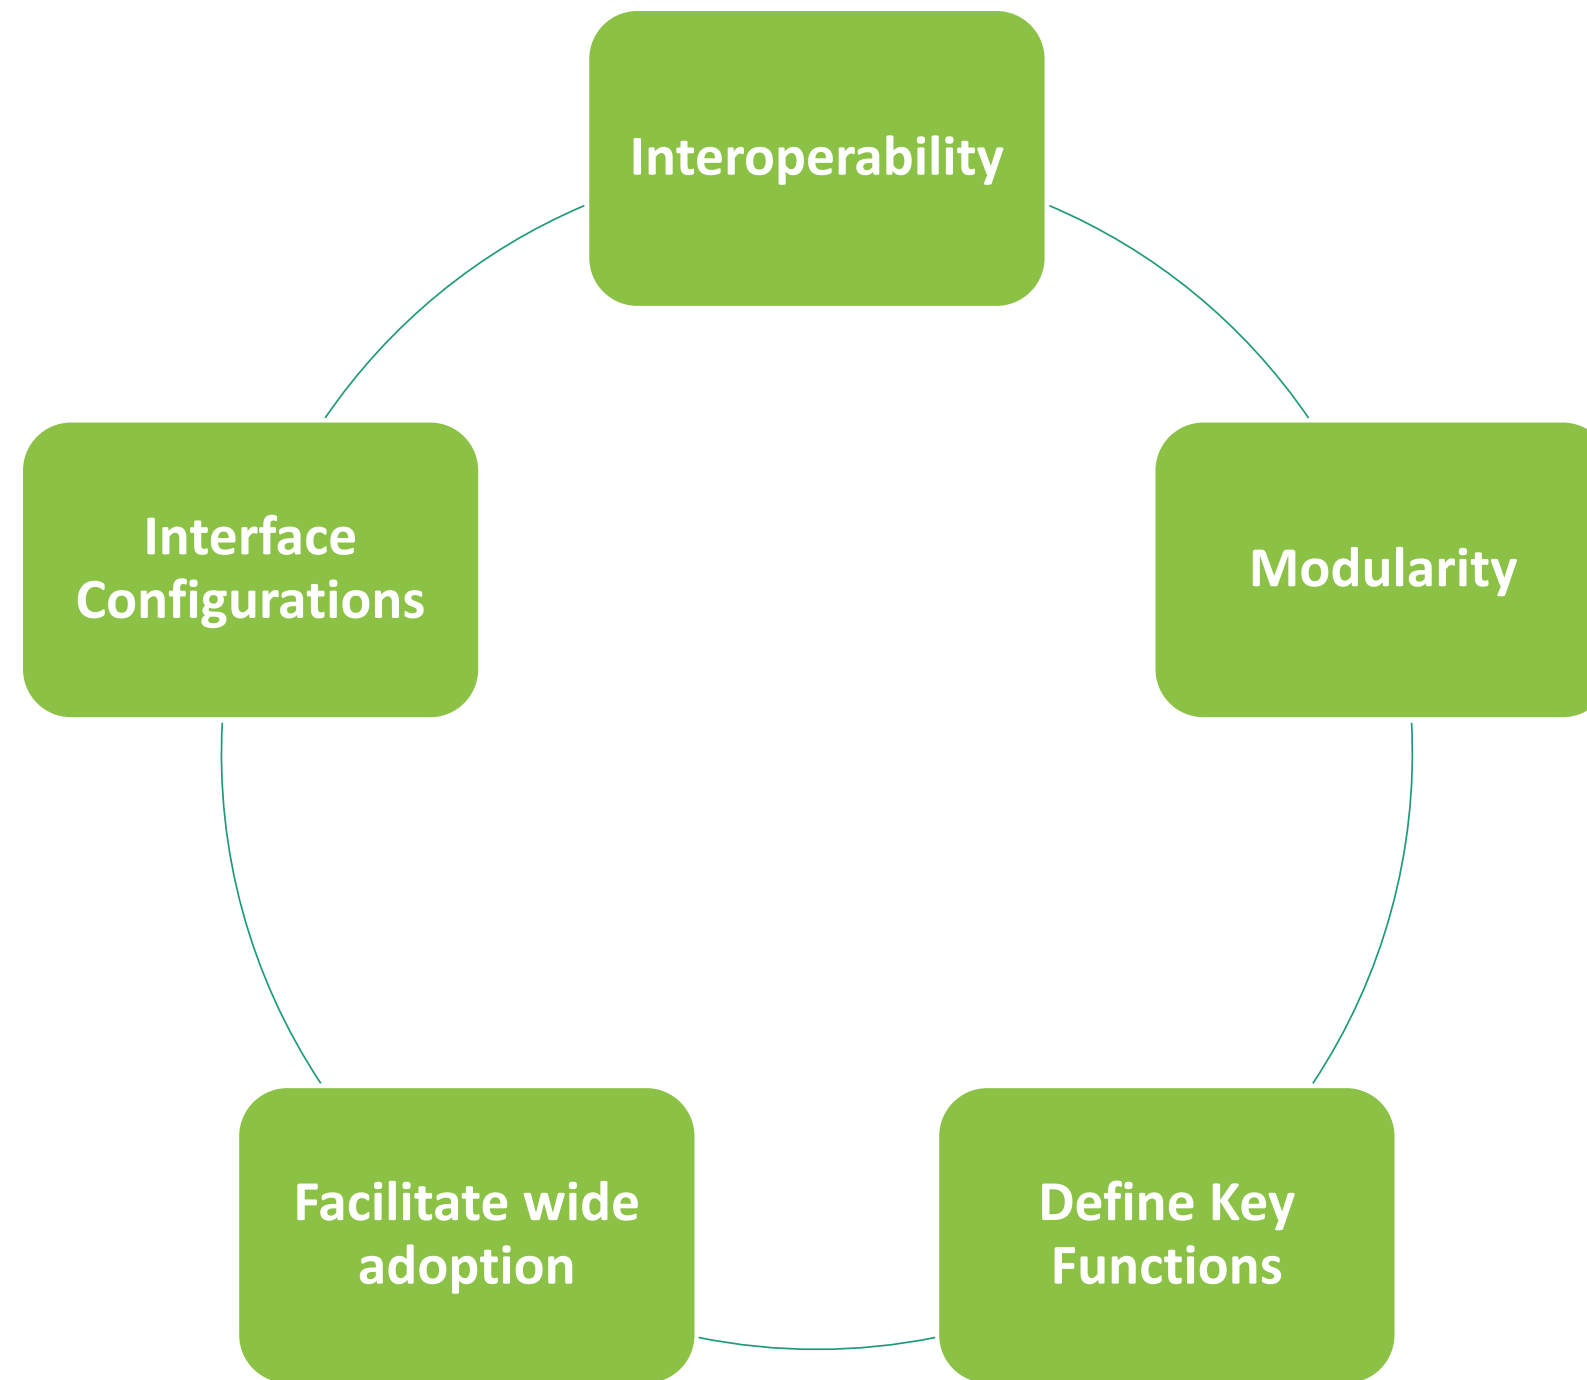 Interoperability
Modularity
Define Key
Functions
Facilitate wide
adoption
Interface
Configurations